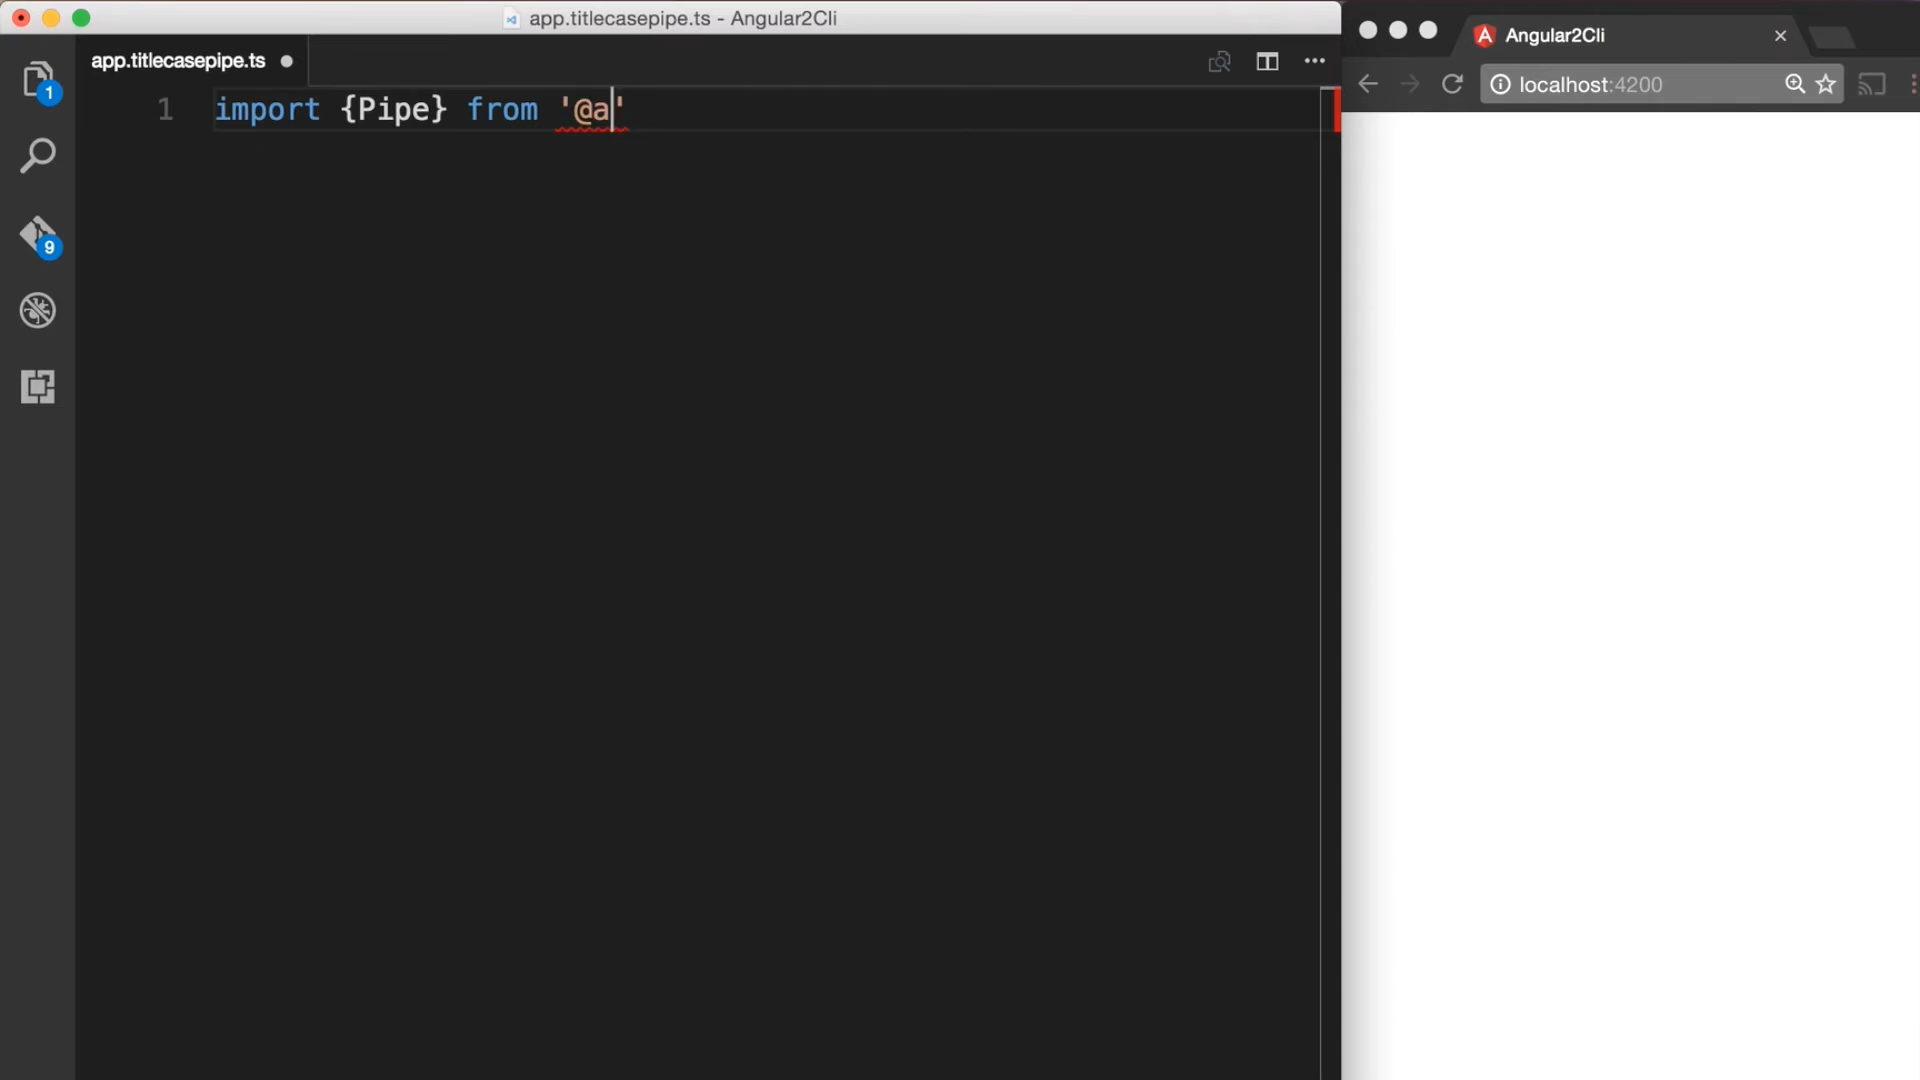 app.titlecasepipe.ts - Angular2Cli
Angular2Cli
app.titlecasepipe.ts
localhost:4200
1
1 import {Pipe} from '@a'
9